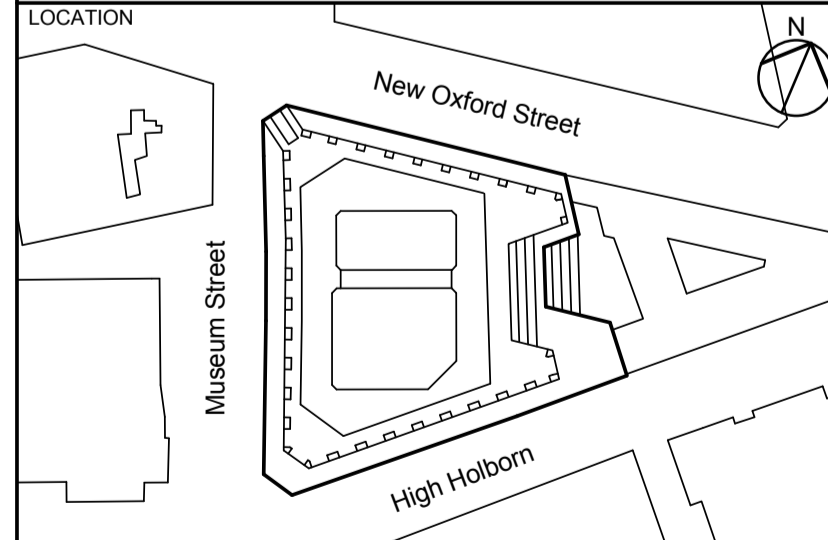 LOCATION
N
New Oxford Street
Museum Street
High Holborn